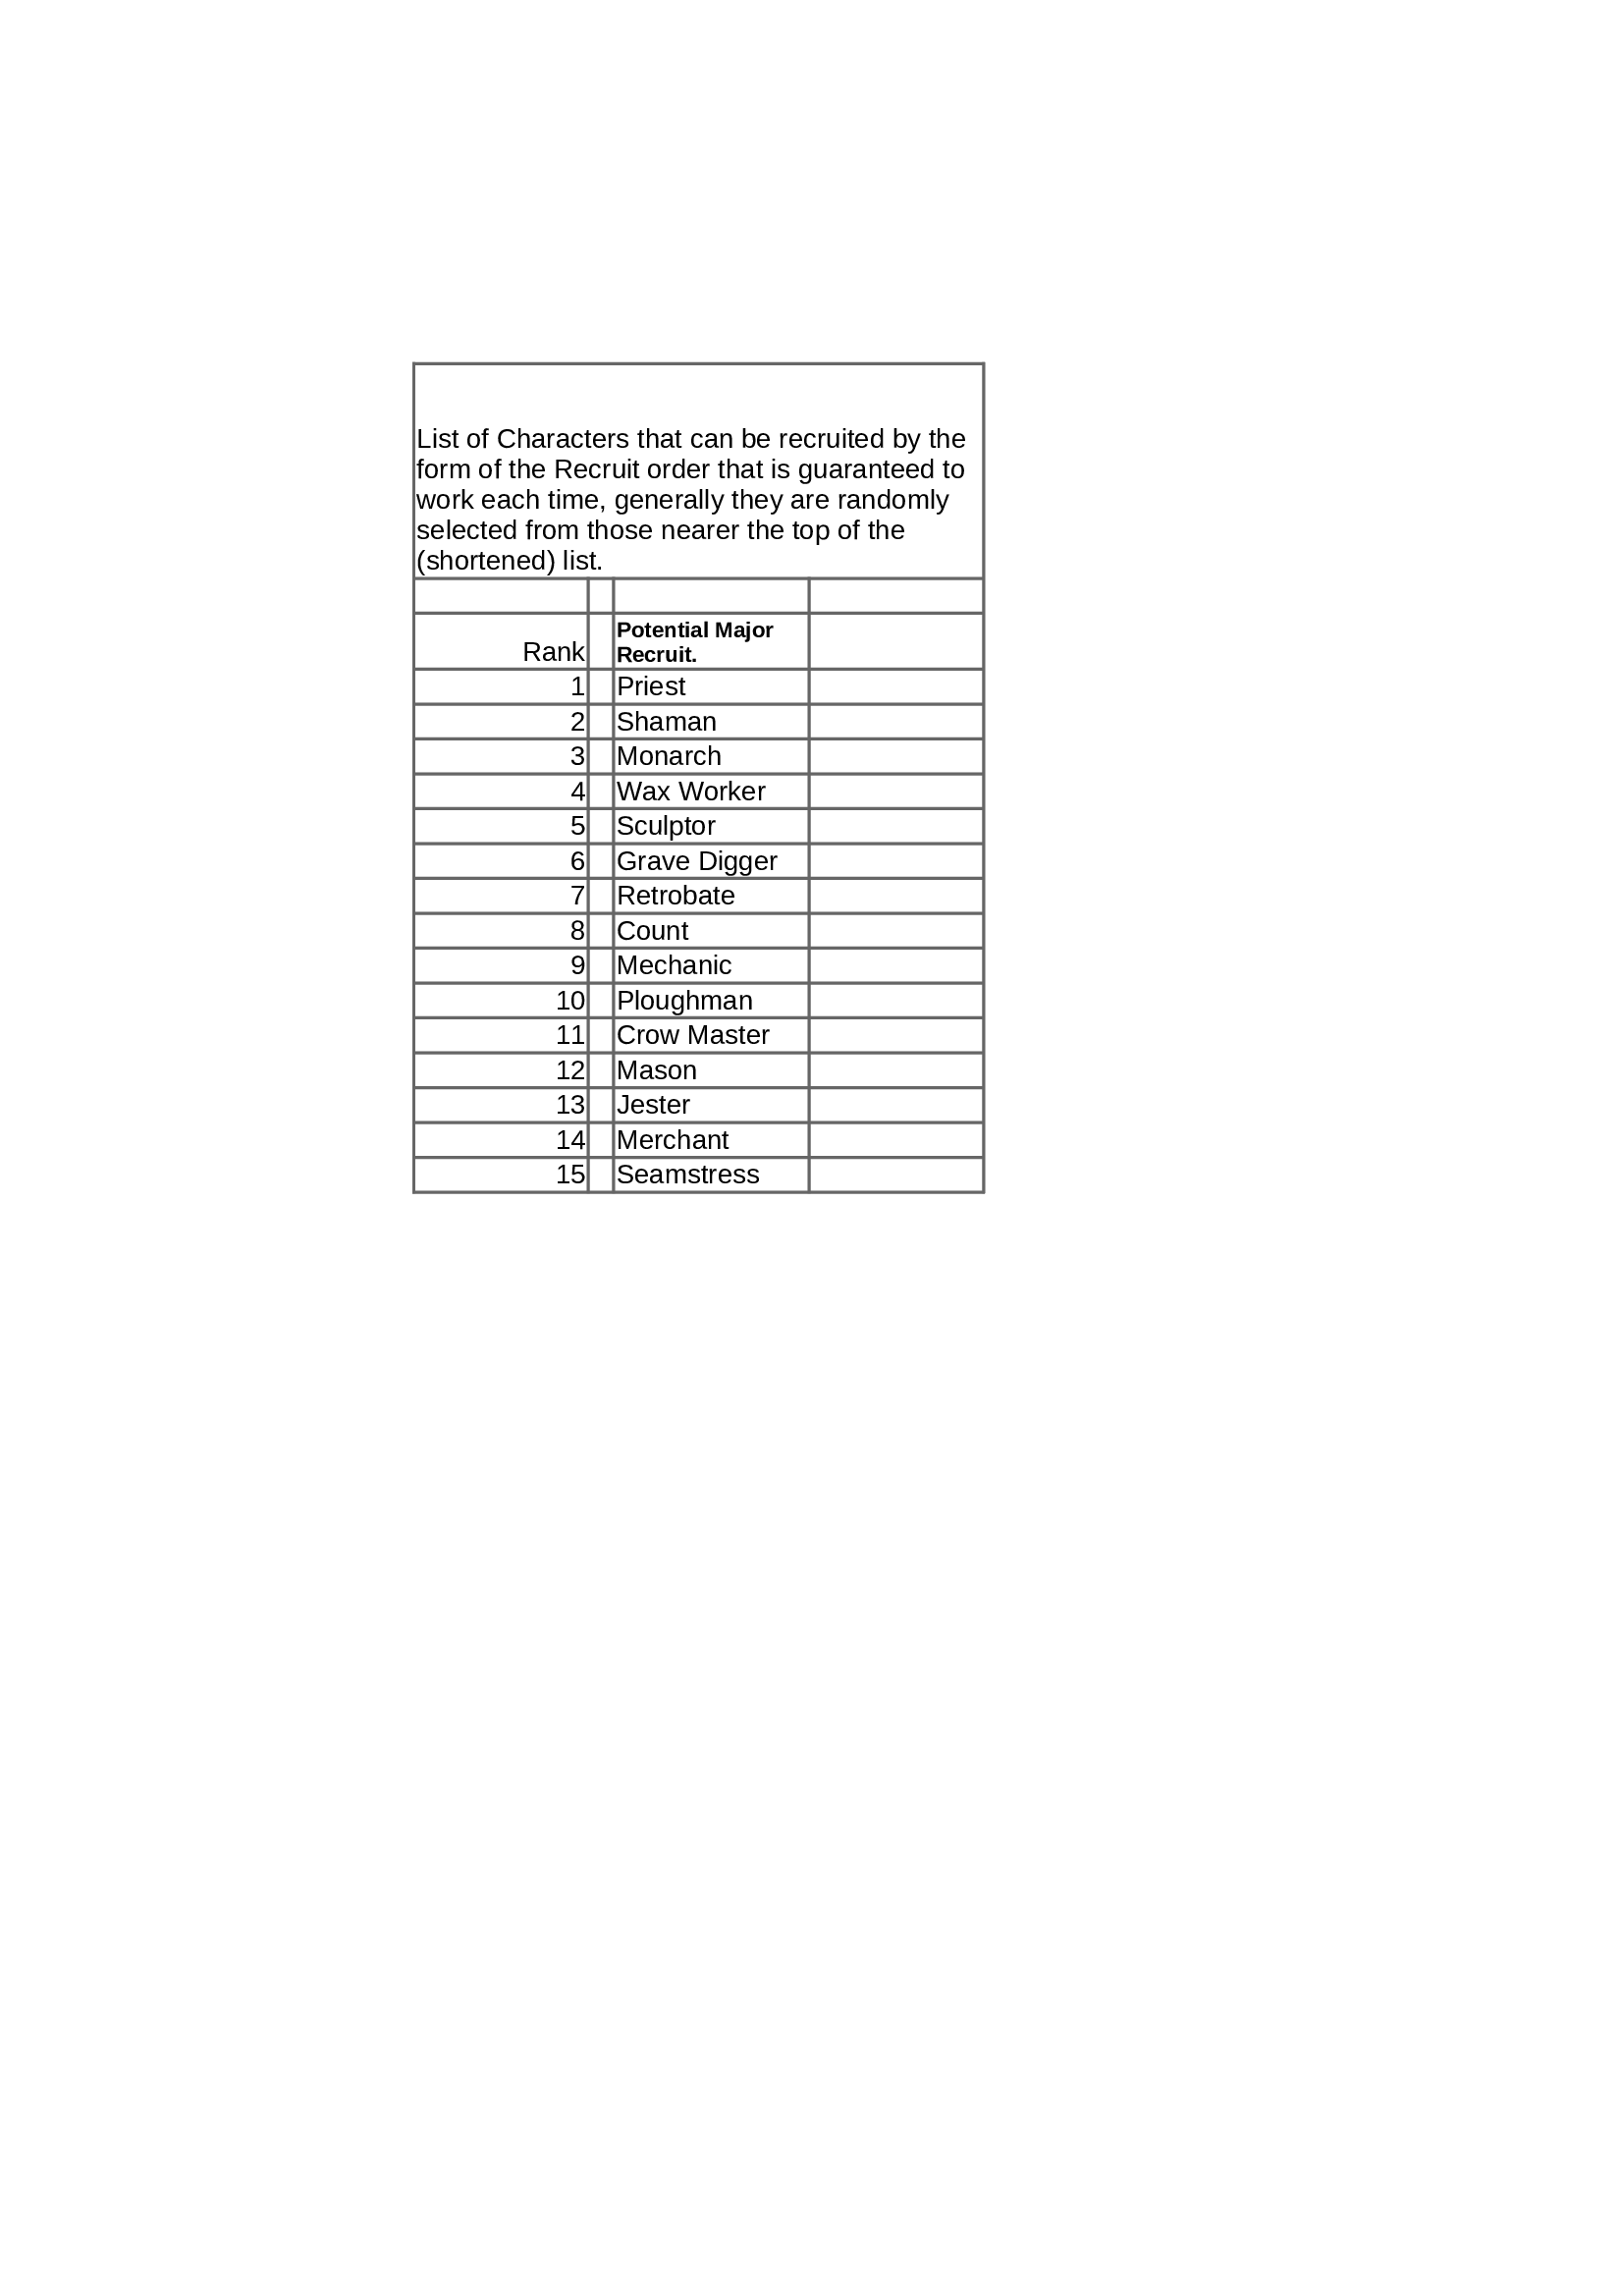 List of Characters that can be recruited by the
form of the Recruit order that is guaranteed to
work each time, generally they are randomly
selected from those nearer the top of the
(shortened) list.
Rank Potential Major
Recruit.
1 Priest
2 Shaman
3 Monarch
4 Wax Worker
5 Sculptor
6 Grave Digger
7 Retrobate
8 Count
9 Mechanic
10 Ploughman
11 Crow Master
12 Mason
13 Jester
14 Merchant
15 Seamstress